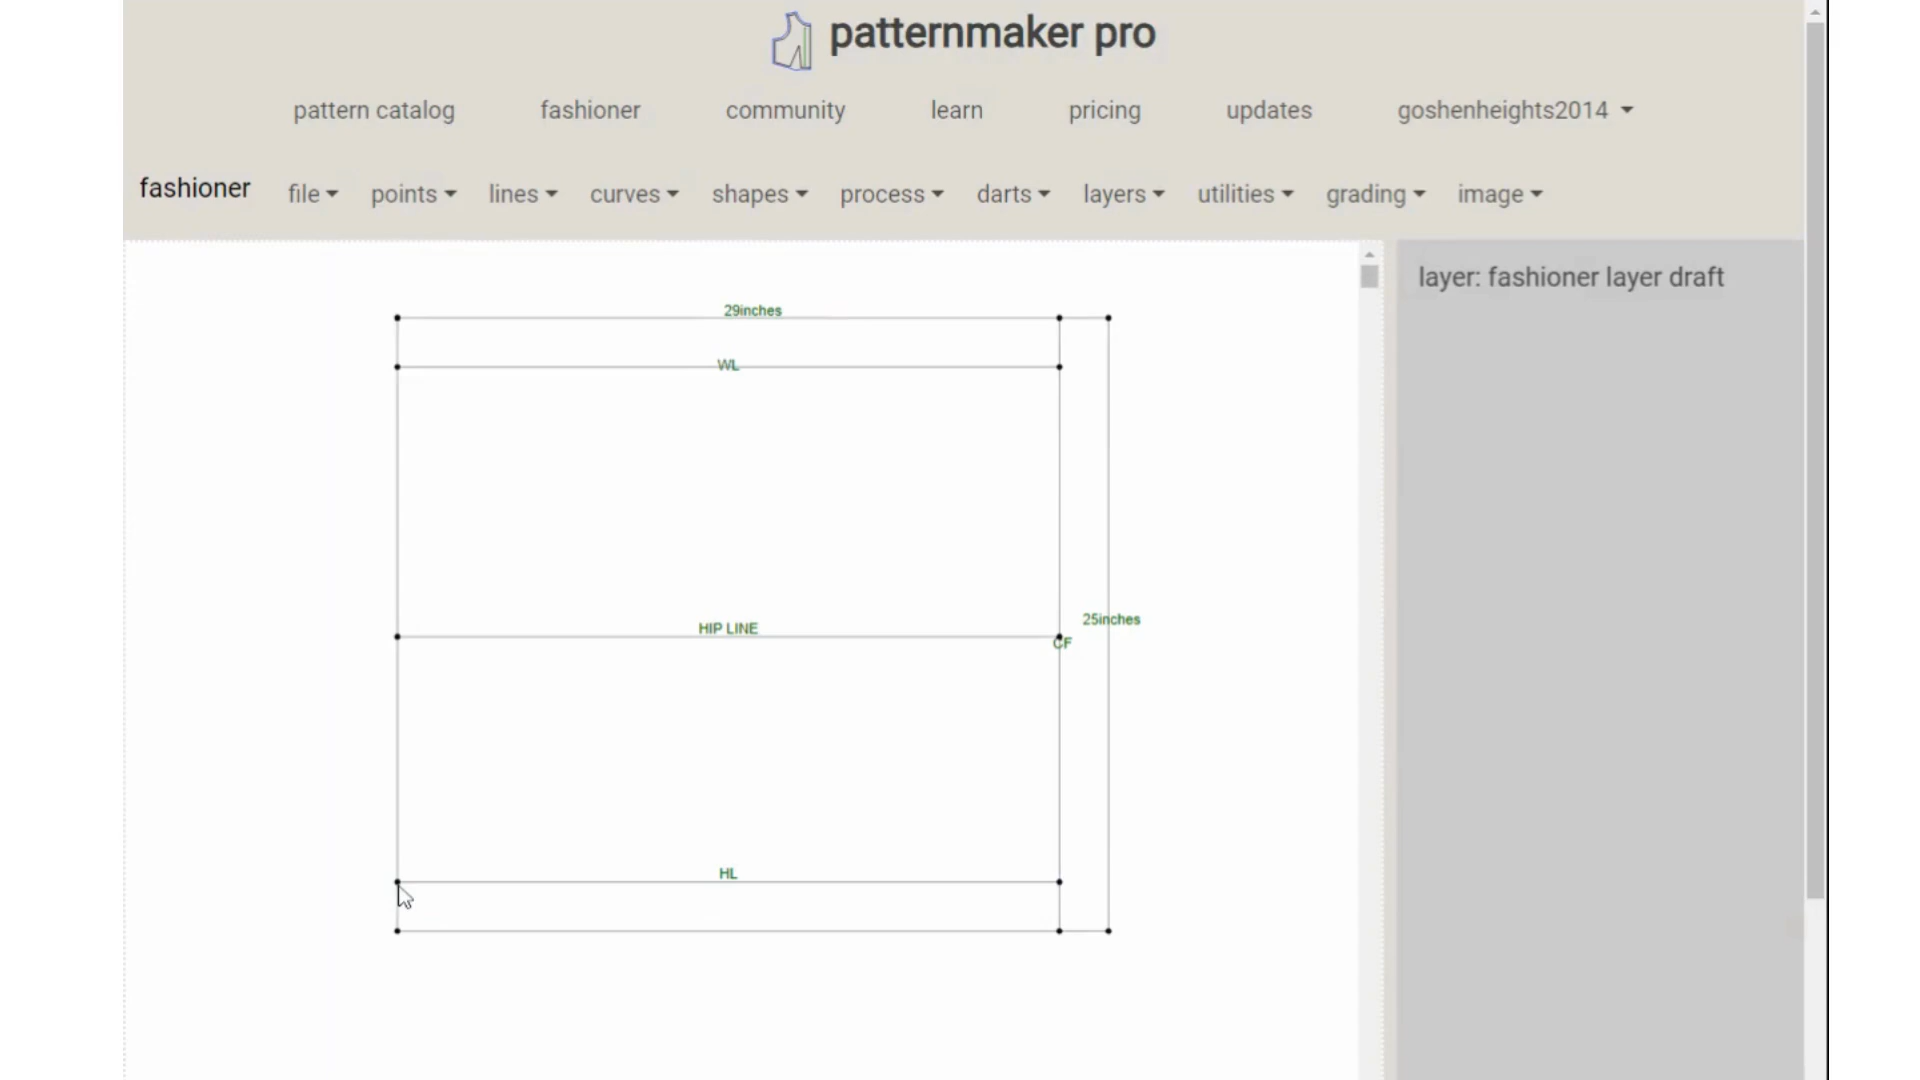 patternmaker pro
pattern catalog fashioner community learn pricing updates goshenheights2014
fashioner file points lines curves shapes process darts layers utilities grading image
layer: fashioner layer draft
29inches
WL
25inches
HIP LINE
CF
HL